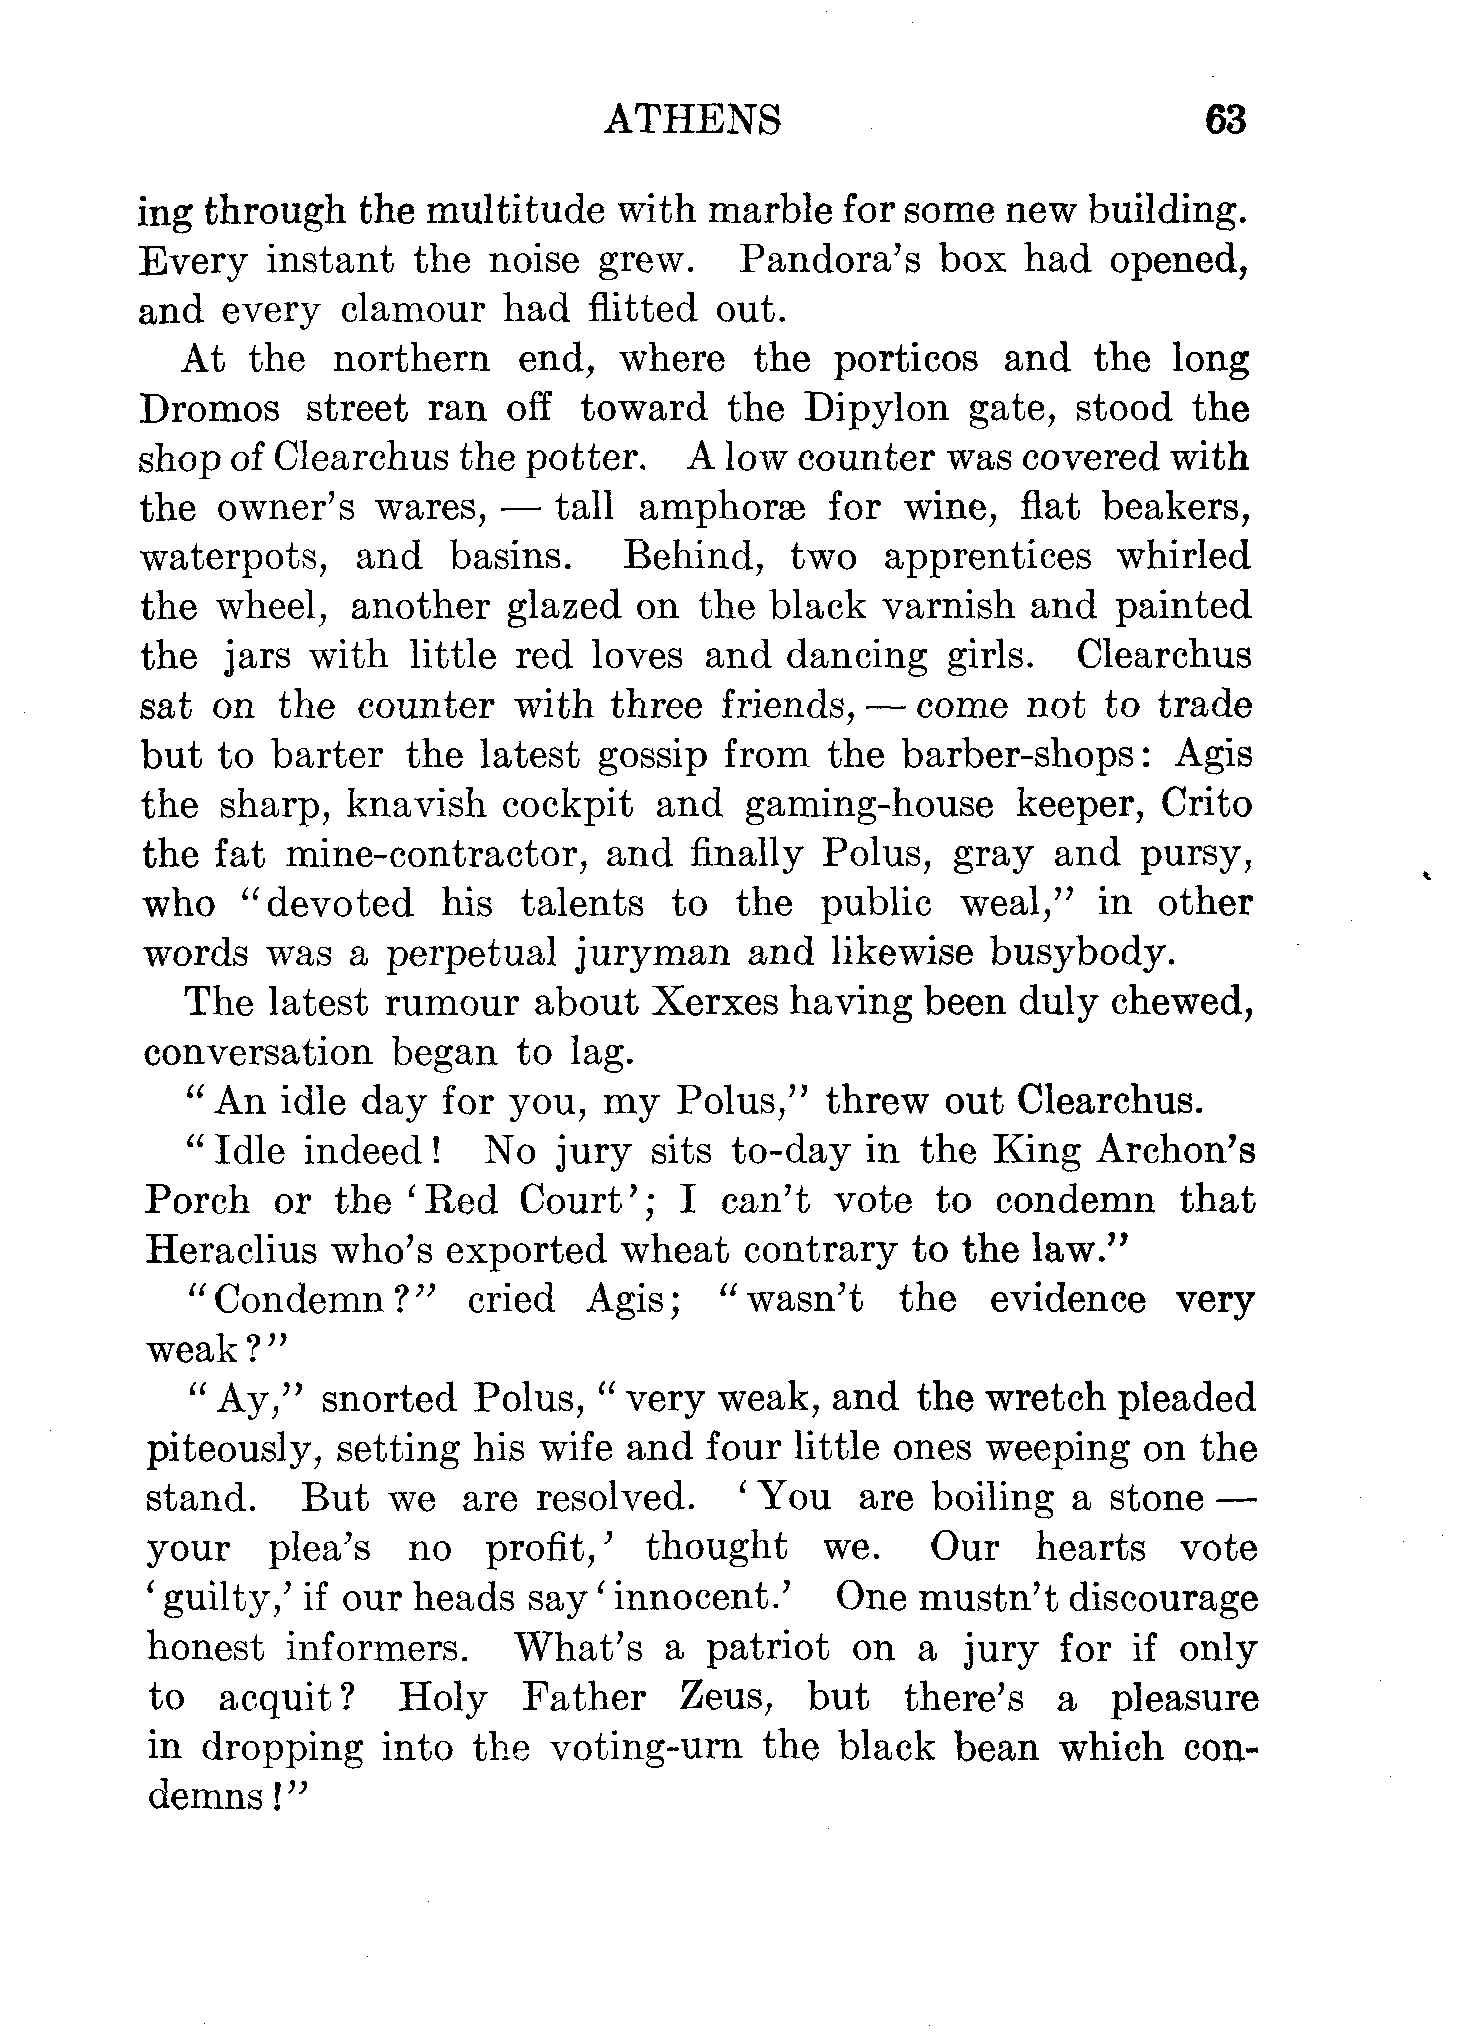 ATHENS 63
ing through the multitude with marble for some new building.
Every instant the noise grew. Pandora's box had opened,
and every clamour had flitted out.
At the northern end, where the porticos and the long
Dromos street ran off toward the Dipylon gate, stood the
shop of Clearchus the potter. A low counter was covered with
the owner's wares, — tall amphoræ for wine, flat beakers,
waterpots, and basins. Behind, two apprentices whirled
the wheel, another glazed on the black varnish and painted
the jars with little red loves and dancing girls. Clearchus
sat on the counter with three friends, — come not to trade
but to barter the latest gossip from the barber-shops: Agis
the sharp, knavish cockpit and gaming-house keeper, Crito
the fat mine-contractor, and finally Polus, gray and pursy,
who "devoted his talents to the public weal," in other
words was a perpetual juryman and likewise busybody.
The latest rumour about Xerxes having been duly chewed,
conversation began to lag.
"An idle day for you, my Polus," threw out Clearchus.
"Idle indeed! No jury sits to-day in the King Archon's
Porch or the 'Red Court'; I can't vote to condemn that
Heraclius who's exported wheat contrary to the law."
"Condemn?" cried Agis; "wasn't the evidence very
weak?"
"Ay," snorted Polus, "very weak, and the wretch pleaded
piteously, setting his wife and four little ones weeping on the
stand. But we are resolved. 'You are boiling a stone —
your plea's no profit,' thought we. Our hearts vote
'guilty,' if our heads say 'innocent.' One mustn't discourage
honest informers. What's a patriot on a jury for if only
to acquit? Holy Father Zeus, but there's a pleasure
in dropping into the voting-urn the black bean which con-
demns!"